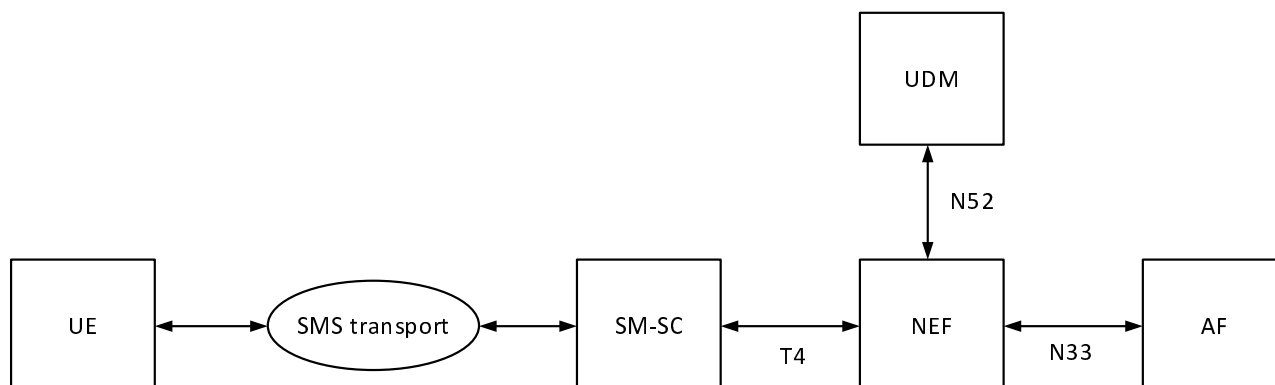 UDM
N52
UE
SMS transport
SM-SC
NEF
AF
T4
N33